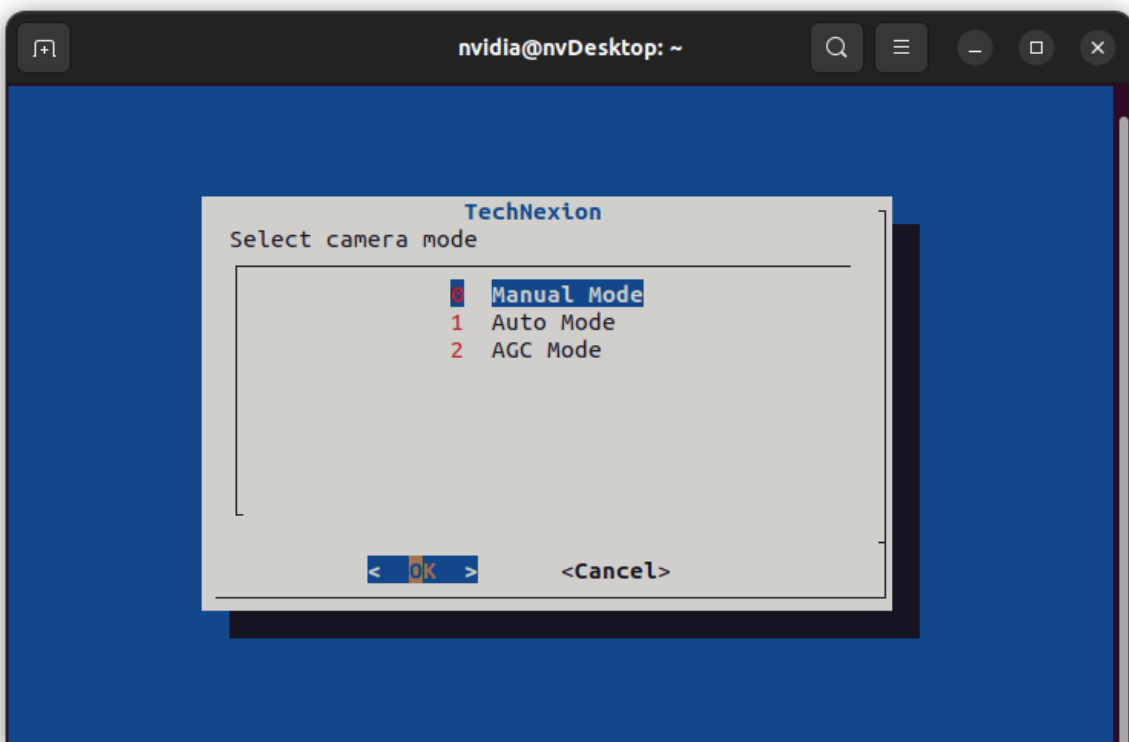 nvidia@nvDesktop: ~
TechNexion
Select camera mode
0 Manual Mode
1 Auto Mode
2 AGC Mode
< OK > <Cancel>